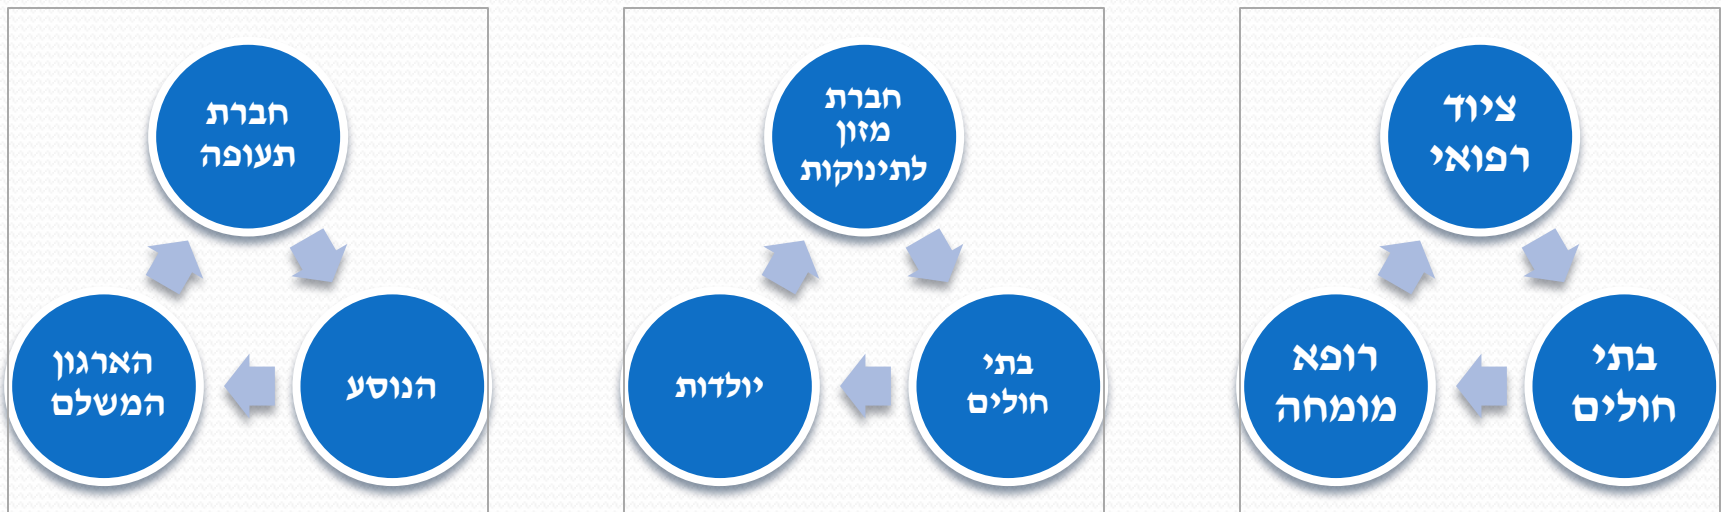 ציוד
רפואי
בתי
חולים
רופא
מומחה
חברת
מזון
לתינוקות
בתי
חולים
יולדות
חברת
תעופה
הנוסע
הארגון
המשלם